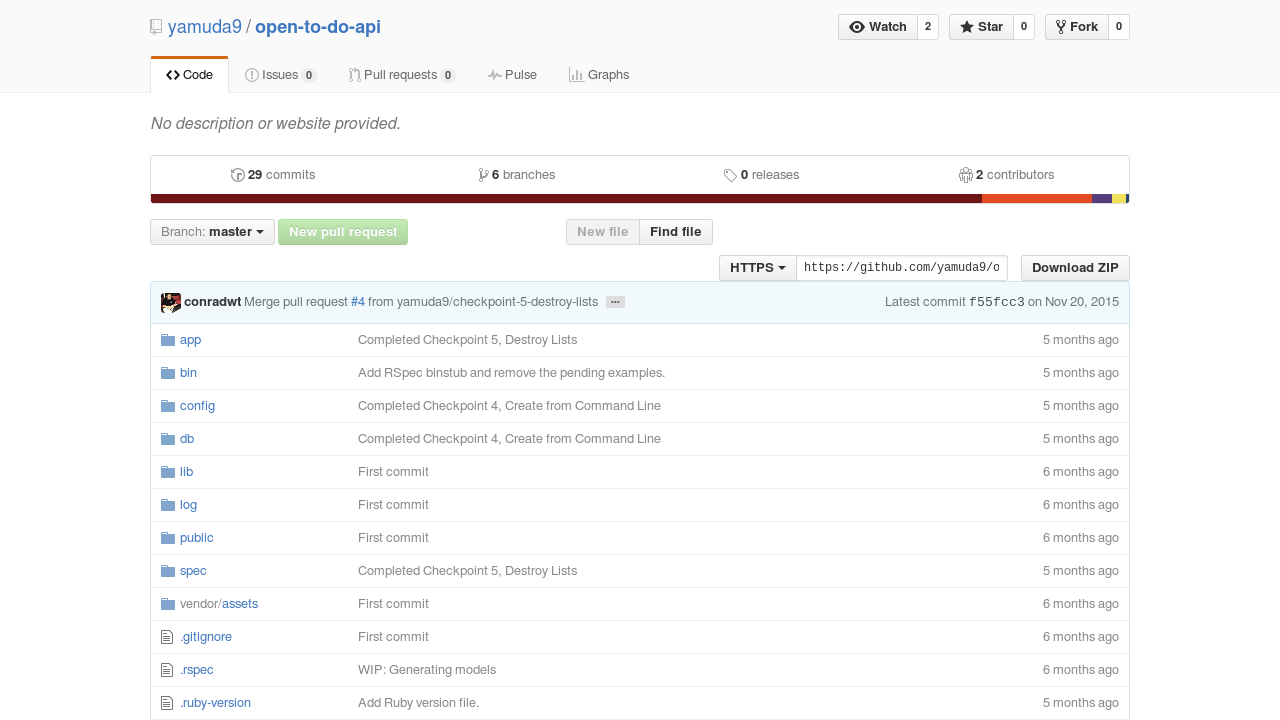 yamuda9 / open-to-do-api
Watch 2 Star 0 Fork 0
Code Issues 0 Pull requests 0 Pulse Graphs
No description or website provided.
29 commits 6 branches 0 releases 2 contributors
Branch: master New pull request New file Find file
HTTPS https://github.com/yamuda9/o Download ZIP
conradwt Merge pull request #4 from yamuda9/checkpoint-5-destroy-lists ... Latest commit f55fcc3 on Nov 20, 2015
app Completed Checkpoint 5, Destroy Lists 5 months ago
bin Add RSpec binstub and remove the pending examples. 5 months ago
config Completed Checkpoint 4, Create from Command Line 5 months ago
db Completed Checkpoint 4, Create from Command Line 5 months ago
lib First commit 6 months ago
log First commit 6 months ago
public First commit 6 months ago
spec Completed Checkpoint 5, Destroy Lists 5 months ago
vendor/assets First commit 6 months ago
.gitignore First commit 6 months ago
.rspec WIP: Generating models 6 months ago
.ruby-version Add Ruby version file. 5 months ago